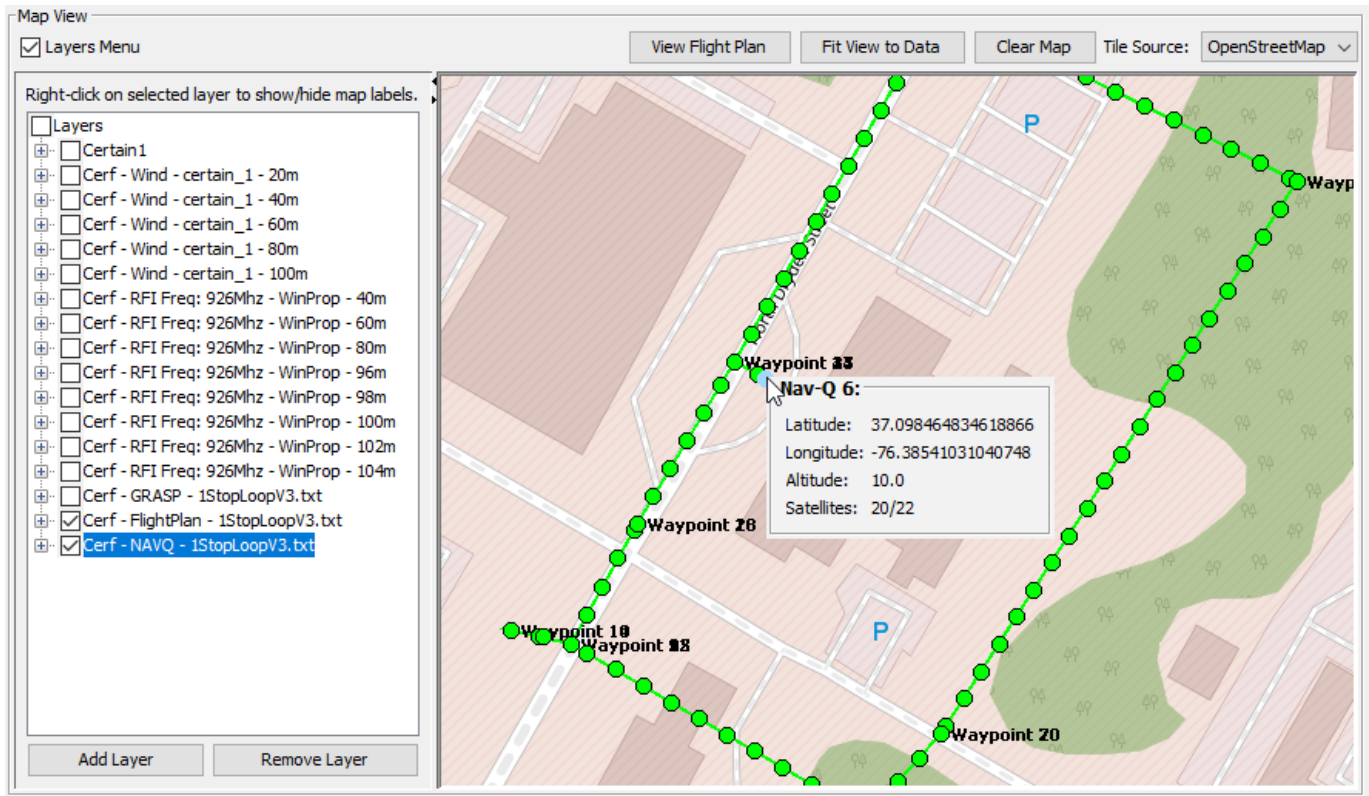 Map View
Layers Menu
View Flight Plan
Fit View to Data
Clear Map
Tile Source:
OpenStreetMap
Right-click on selected layer to show/hide map labels.
Layers
Certain1
Cerf - Wind - certain_1 - 20m
Cerf - Wind - certain_1 - 40m
Cerf - Wind - certain_1 - 60m
Cerf - Wind - certain_1 - 80m
Cerf - Wind - certain_1 - 100m
Cerf - RFI Freq: 926Mhz - WinProp - 40m
Cerf - RFI Freq: 926Mhz - WinProp - 60m
Cerf - RFI Freq: 926Mhz - WinProp - 80m
Cerf - RFI Freq: 926Mhz - WinProp - 96m
Cerf - RFI Freq: 926Mhz - WinProp - 98m
Cerf - RFI Freq: 926Mhz - WinProp - 100m
Cerf - RFI Freq: 926Mhz - WinProp - 102m
Cerf - RFI Freq: 926Mhz - WinProp - 104m
Cerf - GRASP - 1StopLoopV3.txt
Cerf - FlightPlan - 1StopLoopV3.txt
Cerf - NAVQ - 1StopLoopV3.txt
Add Layer
Remove Layer
P
Wayp
Street
Waypoint
Nav-Q 6:
Latitude: 37.098464834618866
Longitude: -76.38541031040748
Altitude: 10.0
Satellites: 20/22
Waypoint
Waypoint
Waypoint
P
Waypoint